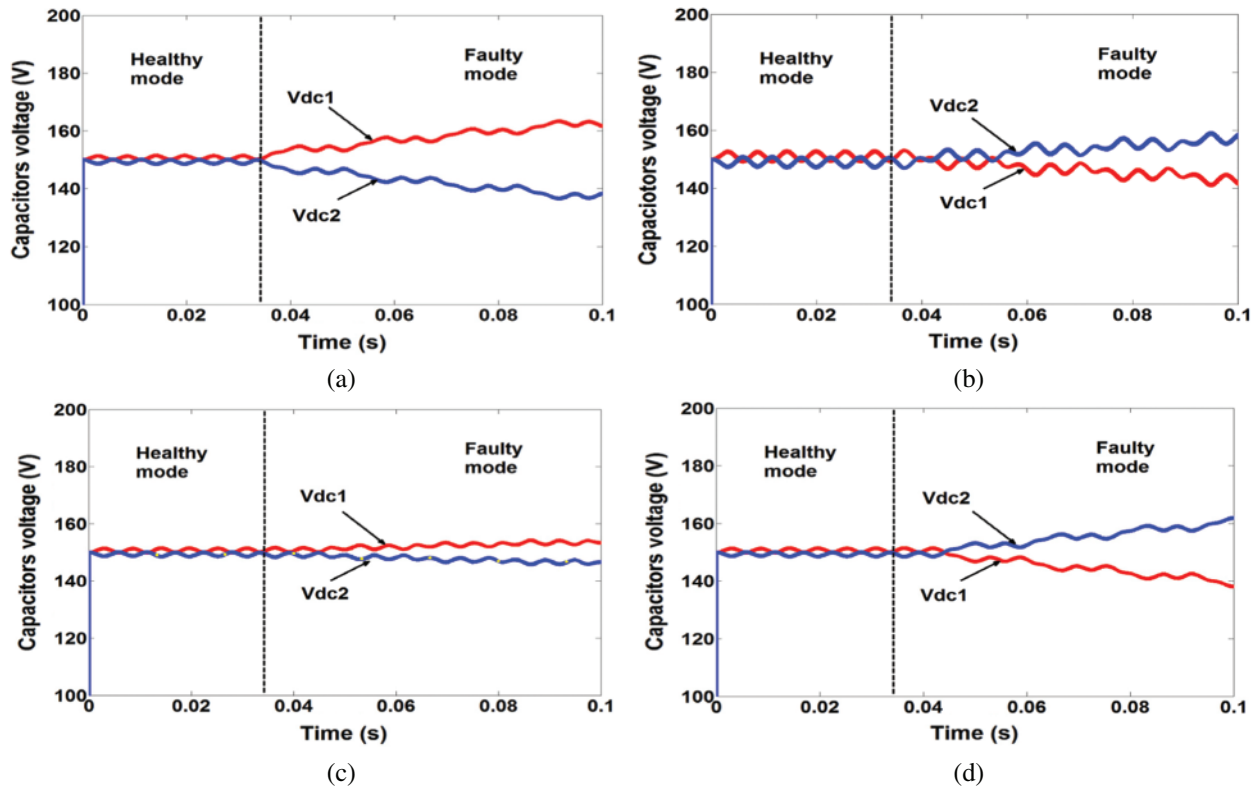 200
180
160
140
120
100
Capacitors voltage (V)
Healthy
mode
Faulty
mode
Vdc1
Vdc2
0 0.02 0.04 0.06 0.08 0.1
Time (s)
(a)
200
180
160
140
120
100
Capaciotors voltage (V)
Healthy
mode
Faulty
mode
Vdc2
Vdc1
0 0.02 0.04 0.06 0.08 0.1
Time (s)
(b)
200
180
160
140
120
100
Capacitors voltage (V)
Healthy
mode
Faulty
mode
Vdc1
Vdc2
0 0.02 0.04 0.06 0.08 0.1
Time (s)
(c)
200
180
160
140
120
100
Capacitors voltage (V)
Healthy
mode
Faulty
mode
Vdc2
Vdc1
0 0.02 0.04 0.06 0.08 0.1
Time (s)
(d)